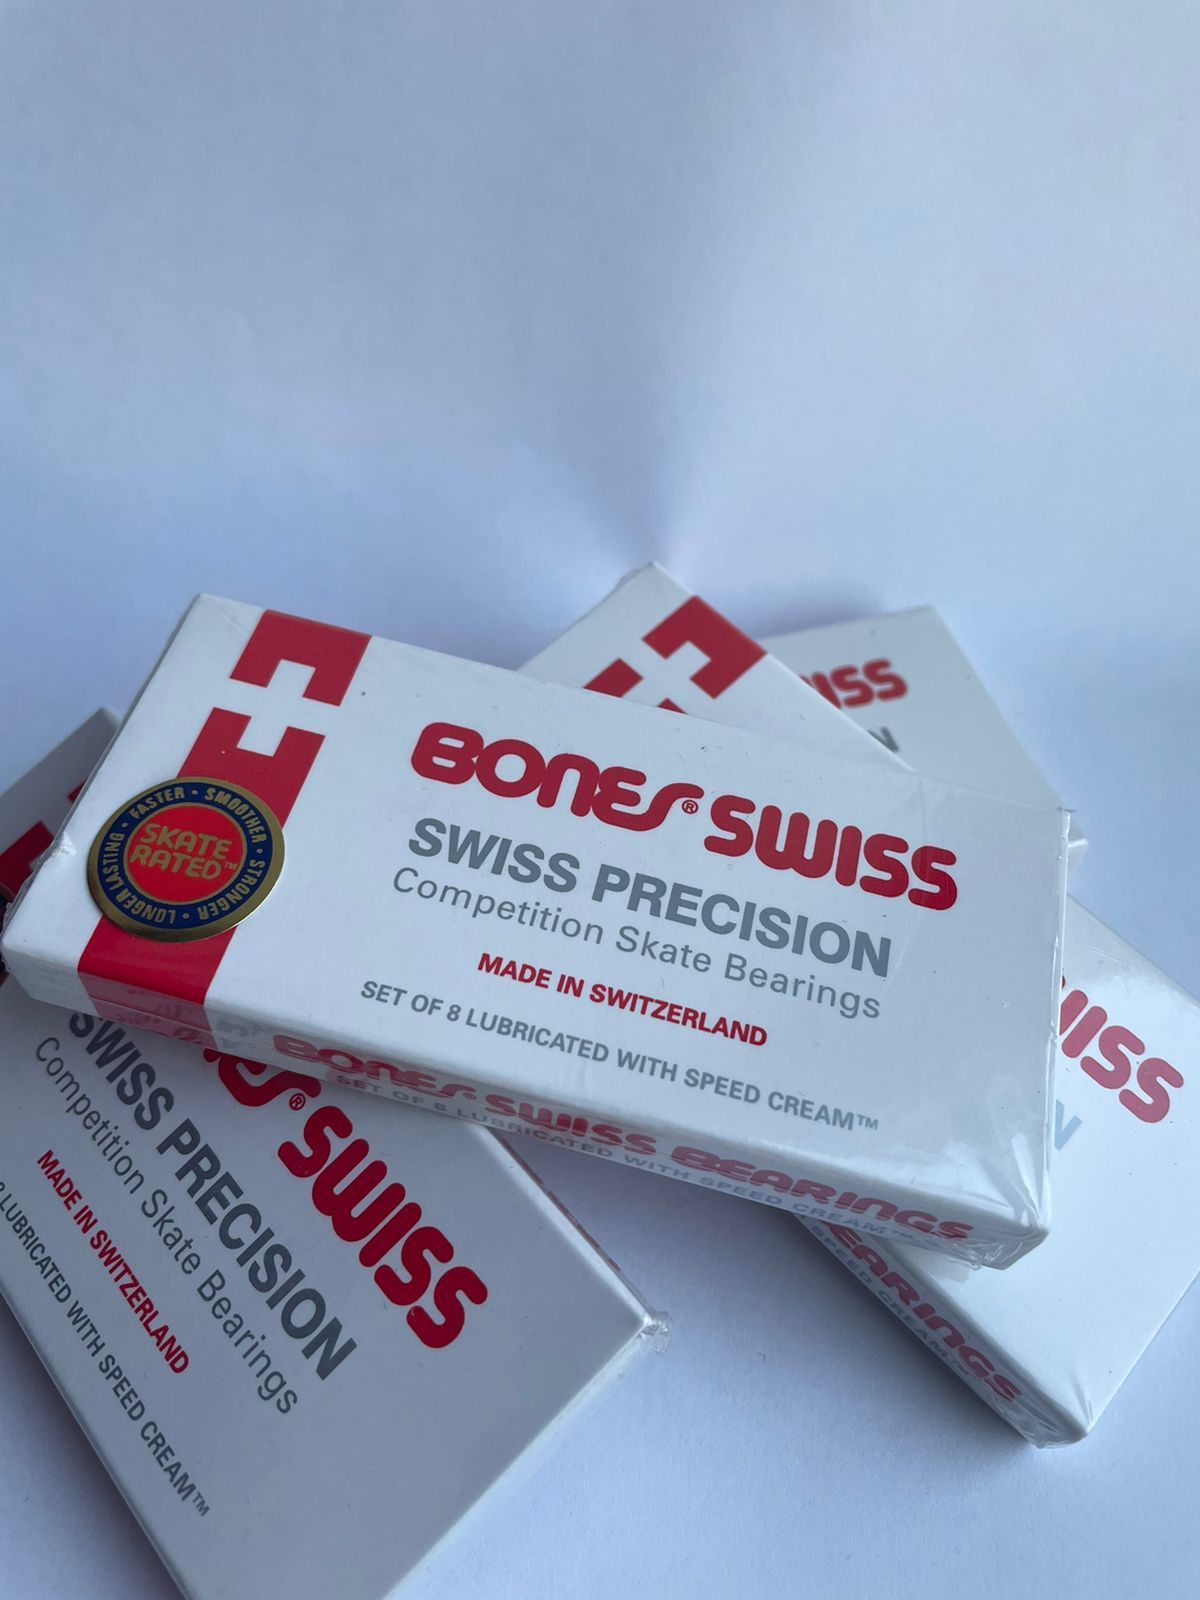 BONES® SWISS
SWISS PRECISION
Competition Skate Bearings
MADE IN SWITZERLAND
SET OF 8 LUBRICATED WITH SPEED CREAM™
FASTER • SMOOTHER • STRONGER • LONGER LASTING •
SKATE
RATED™
BONES® SWISS BEARINGS
SET OF 8 LUBRICATED WITH SPEED CREAM™
SWISS
SWISS PRECISION
Competition Skate Bearings
MADE IN SWITZERLAND
LUBRICATED WITH SPEED CREAM™
BEARINGS
SPEED CREAM™